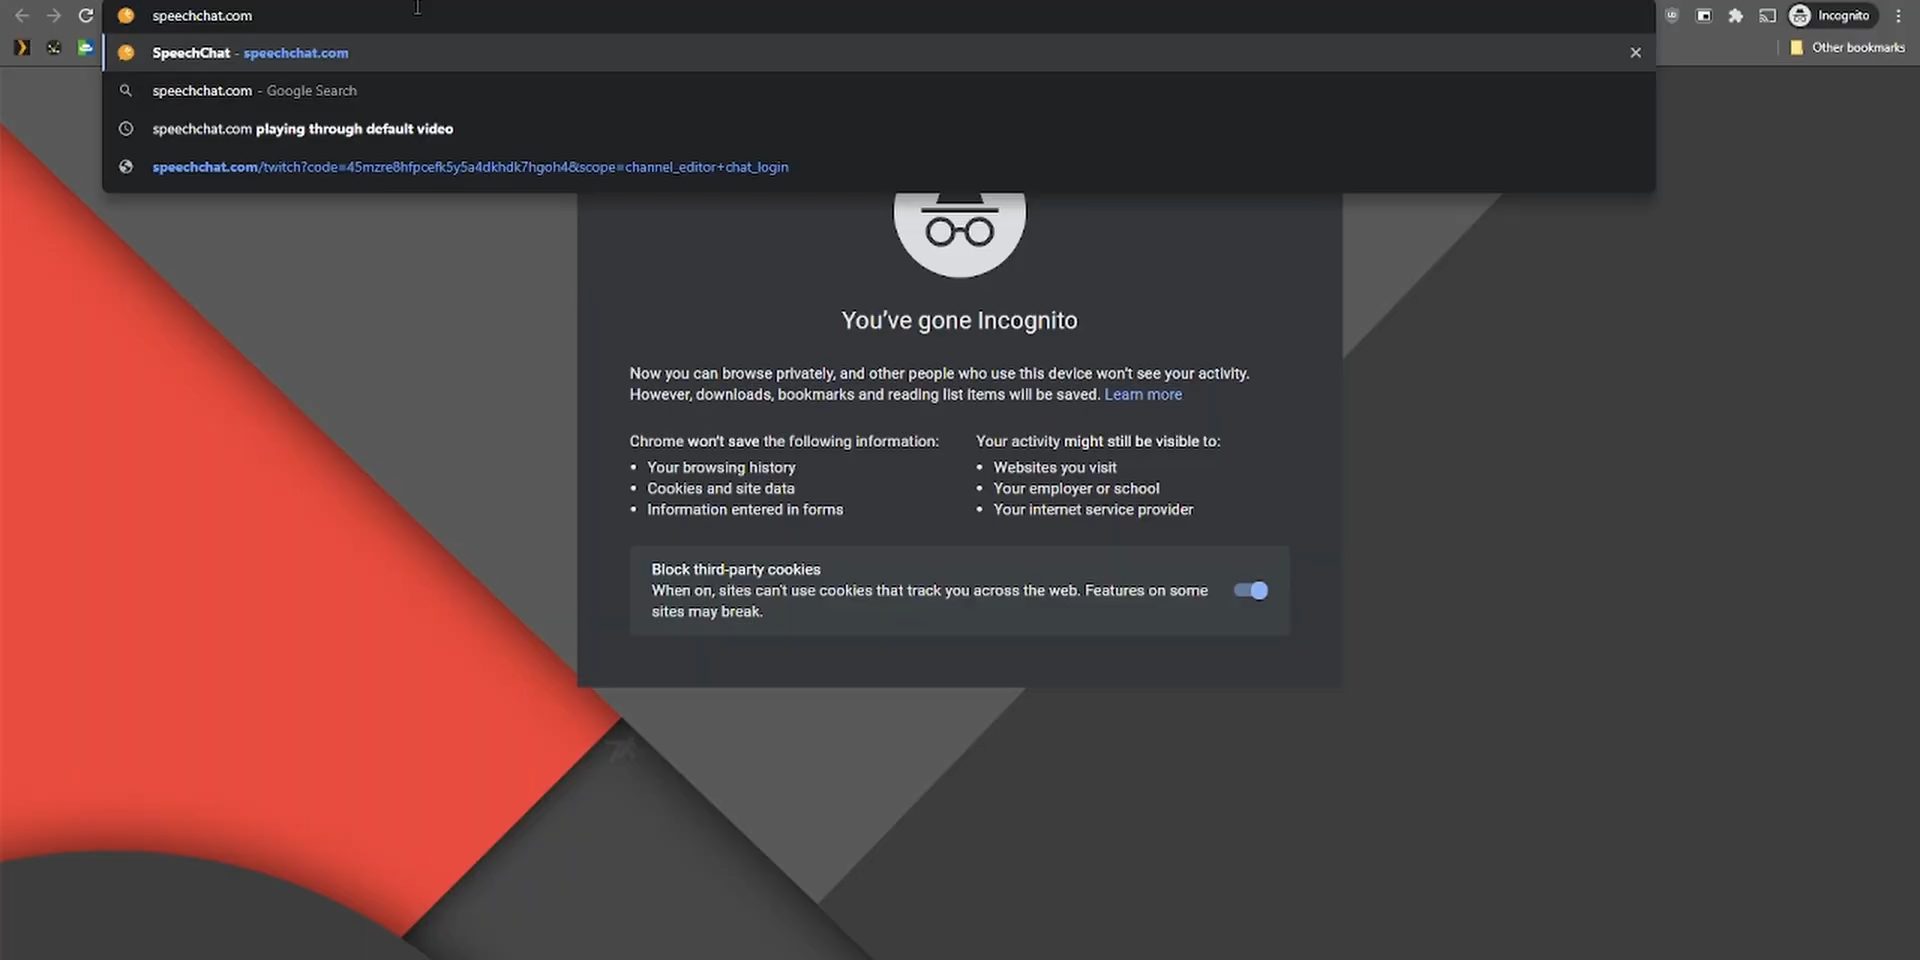 speechchat.com
Incognito
SpeechChat - speechchat.com
Other bookmarks
speechchat.com - Google Search
speechchat.com playing through default video
speechchat.com/twitch?code=45mzre8hfpcefk5y5a4dkhdk7hgoh4&scope=channel_editor+chat_login
You've gone Incognito
Now you can browse privately, and other people who use this device won't see your activity.
However, downloads, bookmarks and reading list items will be saved. Learn more
Chrome won't save the following information:
• Your browsing history
• Cookies and site data
• Information entered in forms
Your activity might still be visible to:
• Websites you visit
• Your employer or school
• Your internet service provider
Block third-party cookies
When on, sites can't use cookies that track you across the web. Features on some
sites may break.